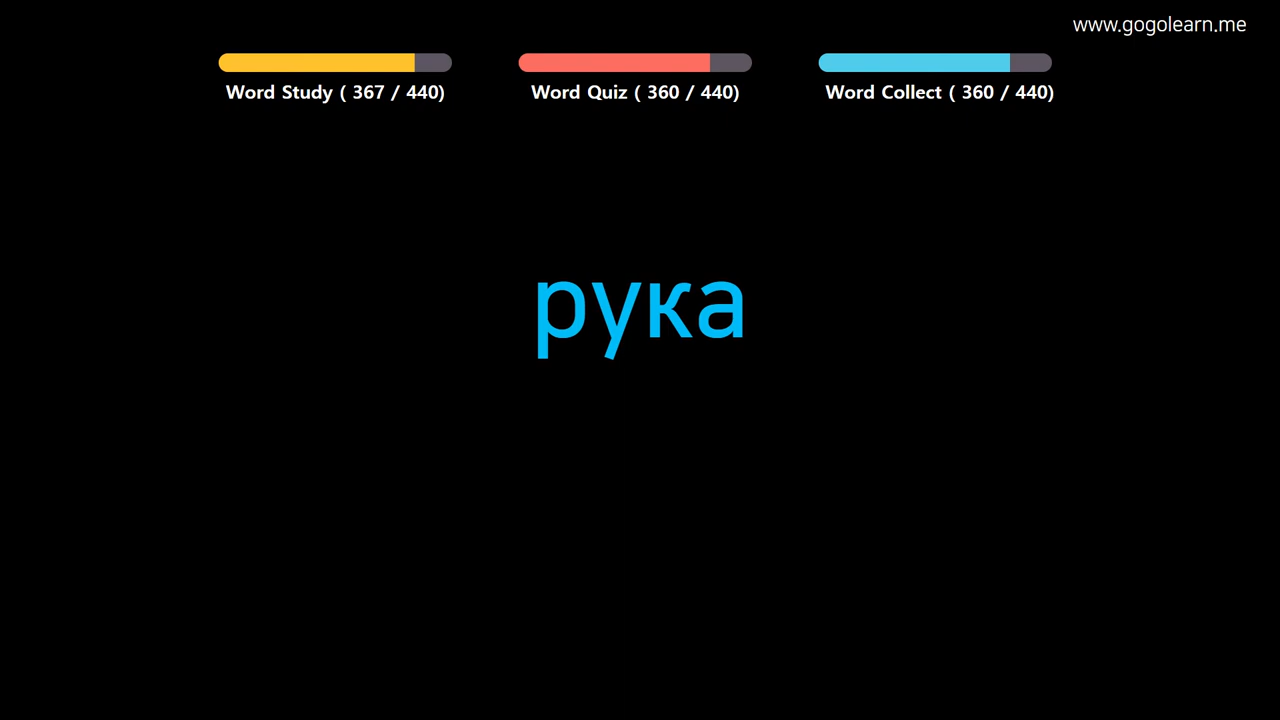 www.gogolearn.me
Word Study ( 367 / 440)
Word Quiz ( 360 / 440)
Word Collect ( 360 / 440)
рука